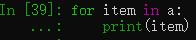 In [39]: for item in a:
    ...:     print(item)